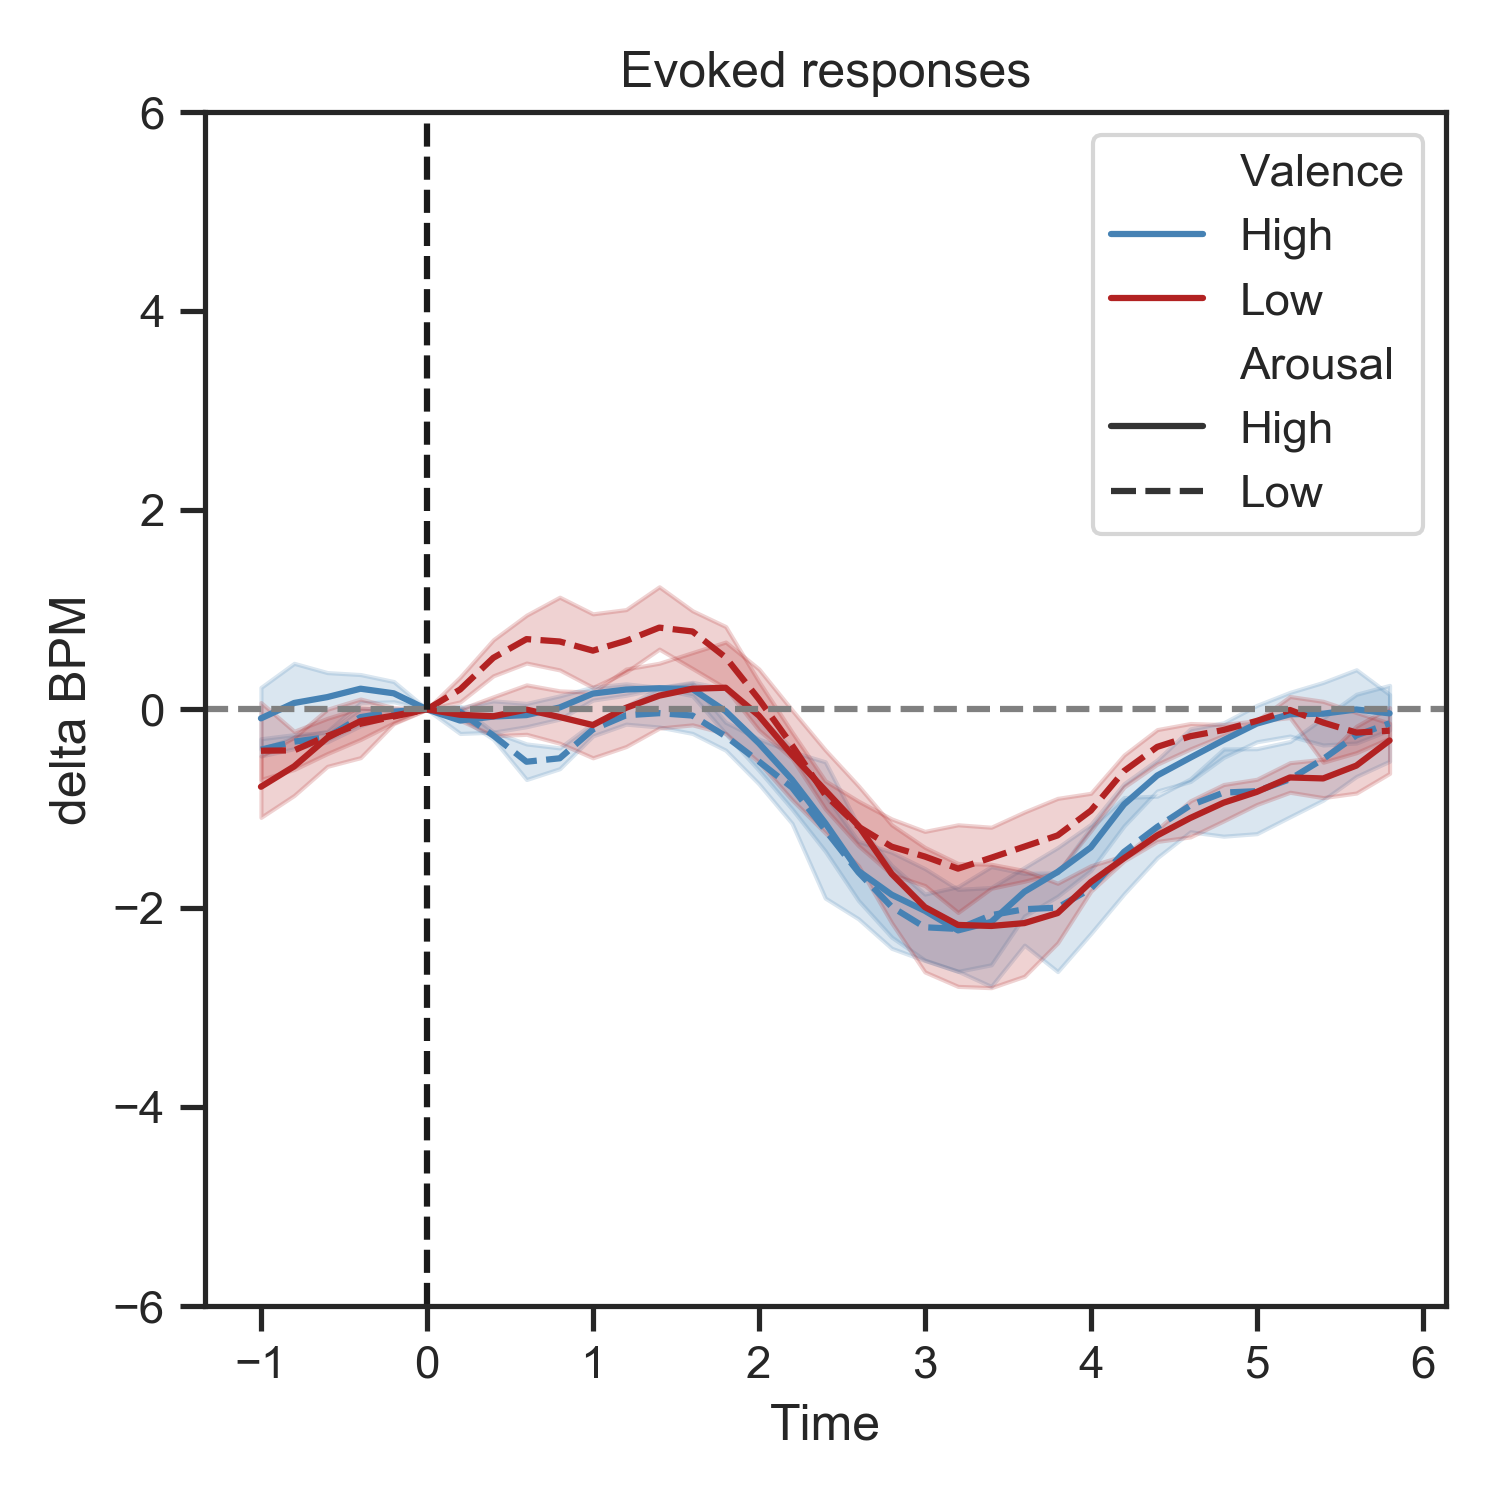 Evoked responses
6
4
2
0
−2
−4
−6
delta BPM
Valence
High
Low
Arousal
High
Low
−1 0 1 2 3 4 5 6
Time